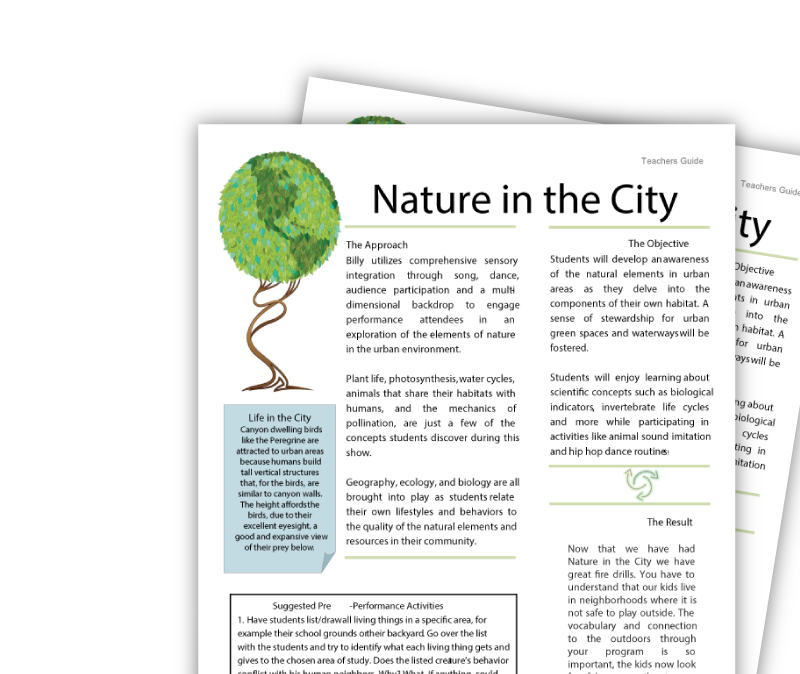 Teachers Guide
Nature in the City
The Approach
Billy utilizes comprehensive sensory
integration through song, dance,
audience participation and a multi
dimensional backdrop to engage
performance attendees in an
exploration of the elements of nature
in the urban environment.
Plant life, photosynthesis, water cycles,
animals that share their habitats with
humans, and the mechanics of
pollination, are just a few of the
concepts students discover during this
show.
Geography, ecology, and biology are all
brought into play as students relate
their own lifestyles and behaviors to
the quality of the natural elements and
resources in their community.
The Objective
Students will develop an awareness
of the natural elements in urban
areas as they delve into the
components of their own habitat. A
sense of stewardship for urban
green spaces and waterways will be
fostered.
Students will enjoy learning about
scientific concepts such as biological
indicators, invertebrate life cycles
and more while participating in
activities like animal sound imitation
and hip hop dance routines.
The Result
Now that we have had
Nature in the City we have
great fire drills. You have to
understand that our kids live
in neighborhoods where it is
not safe to play outside. The
vocabulary and connection
to the outdoors through
your program is so
important, the kids now look
Life in the City
Canyon dwelling birds
like the Peregrine are
attracted to urban areas
because humans build
tall vertical structures
that, for the birds, are
similar to canyon walls.
The height affords the
birds, due to their
excellent eyesight, a
good and expansive view
of their prey below.
Suggested Pre -Performance Activities
1. Have students list/draw all living things in a specific area, for
example their school grounds or their backyard. Go over the list
with the students and try to identify what each living thing gets and
gives to the chosen area of study. Does the listed creature's behavior
conflict with his human neighbors. Why? What, if anything, could
Teachers Guide
ity
Objective
an awareness
nts in urban
into the
n habitat. A
for urban
ways will be
ng about
biological
cycles
ting in
mitation